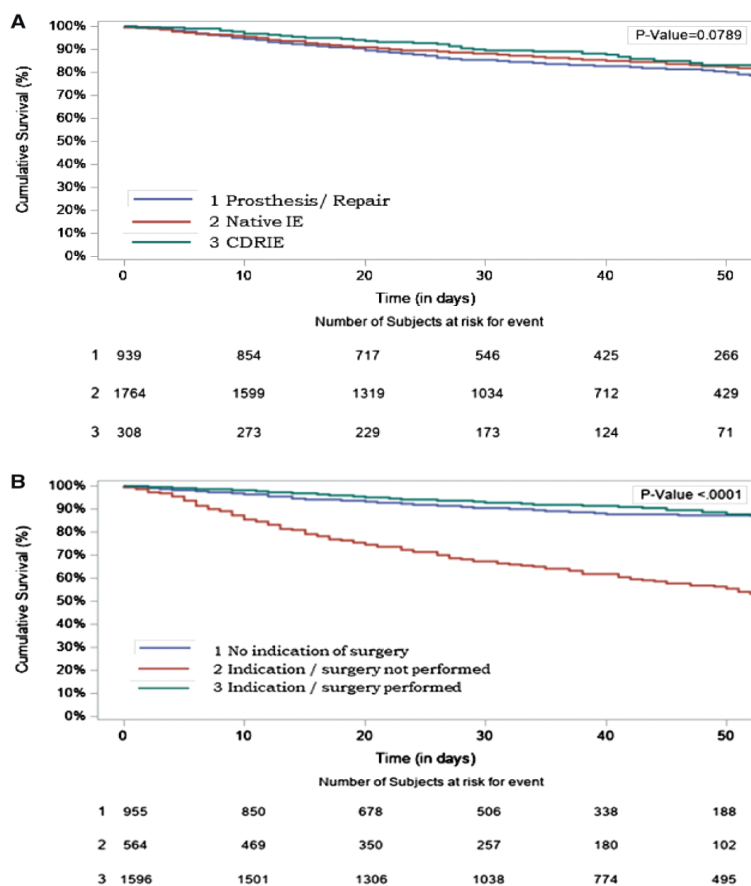 A
P-Value=0.0789
100%
90%
80%
70%
60%
50%
40%
30%
20%
10%
0%
Cumulative Survival (%)
1 Prosthesis/ Repair
2 Native IE
3 CDRIE
0 10 20 30 40 50
Time (in days)
Number of Subjects at risk for event
1 939 854 717 546 425 266
2 1764 1599 1319 1034 712 429
3 308 273 229 173 124 71
B
P-Value <.0001
100%
90%
80%
70%
60%
50%
40%
30%
20%
10%
0%
Cumulative Survival (%)
1 No indication of surgery
2 Indication / surgery not performed
3 Indication / surgery performed
0 10 20 30 40 50
Time (in days)
Number of Subjects at risk for event
1 955 850 678 506 338 188
2 564 469 350 257 180 102
3 1596 1501 1306 1038 774 495